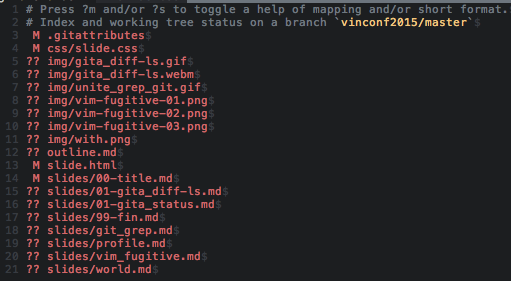 1 # Press ?m and/or ?s to toggle a help of mapping and/or short format.
2 # Index and working tree status on a branch `vinconf2015/master`$
3  M .gitattributes$
4  M css/slide.css$
5 ?? img/gita_diff-ls.gif$
6 ?? img/gita_diff-ls.webm$
7 ?? img/unite_grep_git.gif$
8 ?? img/vim-fugitive-01.png$
9 ?? img/vim-fugitive-02.png$
10 ?? img/vim-fugitive-03.png$
11 ?? img/with.png$
12 ?? outline.md$
13  M slide.html$
14  M slides/00-title.md$
15 ?? slides/01-gita_diff-ls.md$
16 ?? slides/01-gita_status.md$
17 ?? slides/99-fin.md$
18 ?? slides/git_grep.md$
19 ?? slides/profile.md$
20 ?? slides/vim_fugitive.md$
21 ?? slides/world.md$